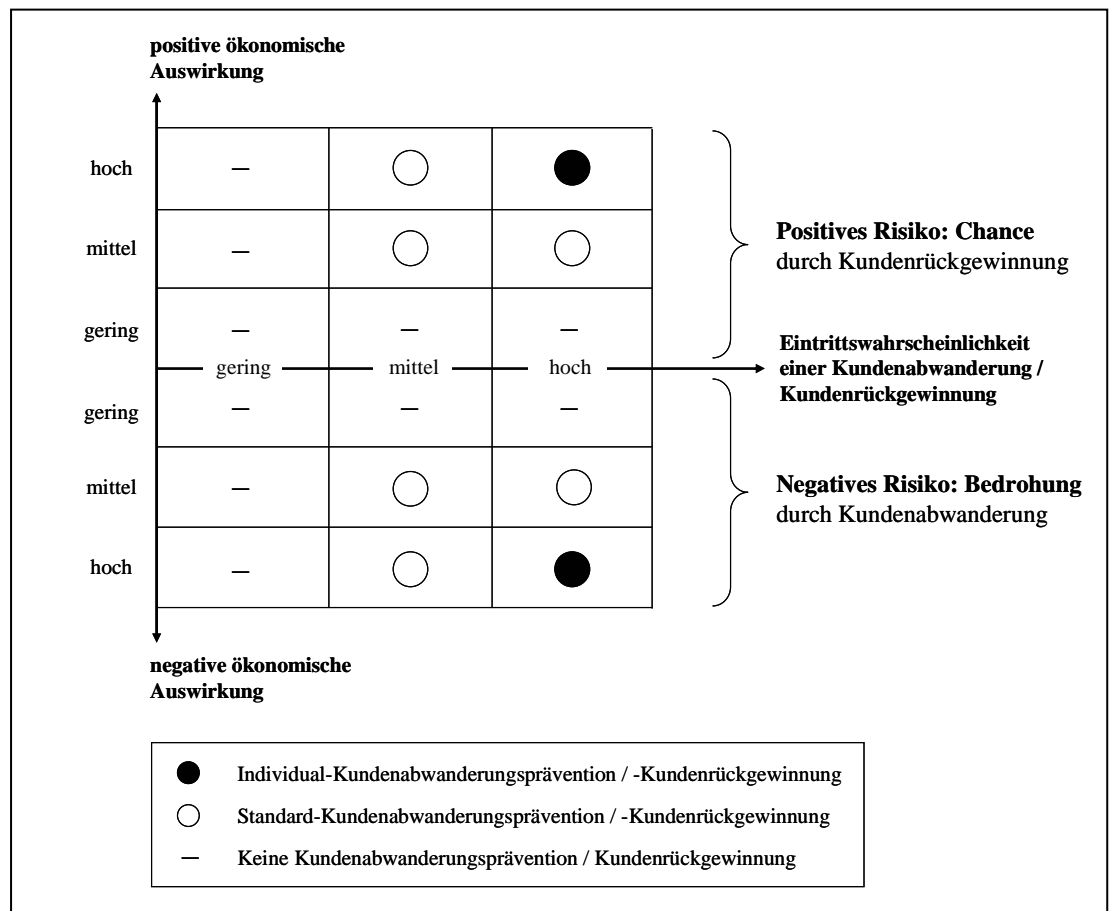 positive ökonomische
Auswirkung
hoch
–
mittel
–
Positives Risiko: Chance
durch Kundenrückgewinnung
gering
–
–
–
gering
mittel
hoch
Eintrittswahrscheinlichkeit
einer Kundenabwanderung /
Kundenrückgewinnung
gering
–
–
–
mittel
–
Negatives Risiko: Bedrohung
durch Kundenabwanderung
hoch
–
negative ökonomische
Auswirkung
Individual-Kundenabwanderungsprävention / -Kundenrückgewinnung
Standard-Kundenabwanderungsprävention / -Kundenrückgewinnung
– Keine Kundenabwanderungsprävention / Kundenrückgewinnung